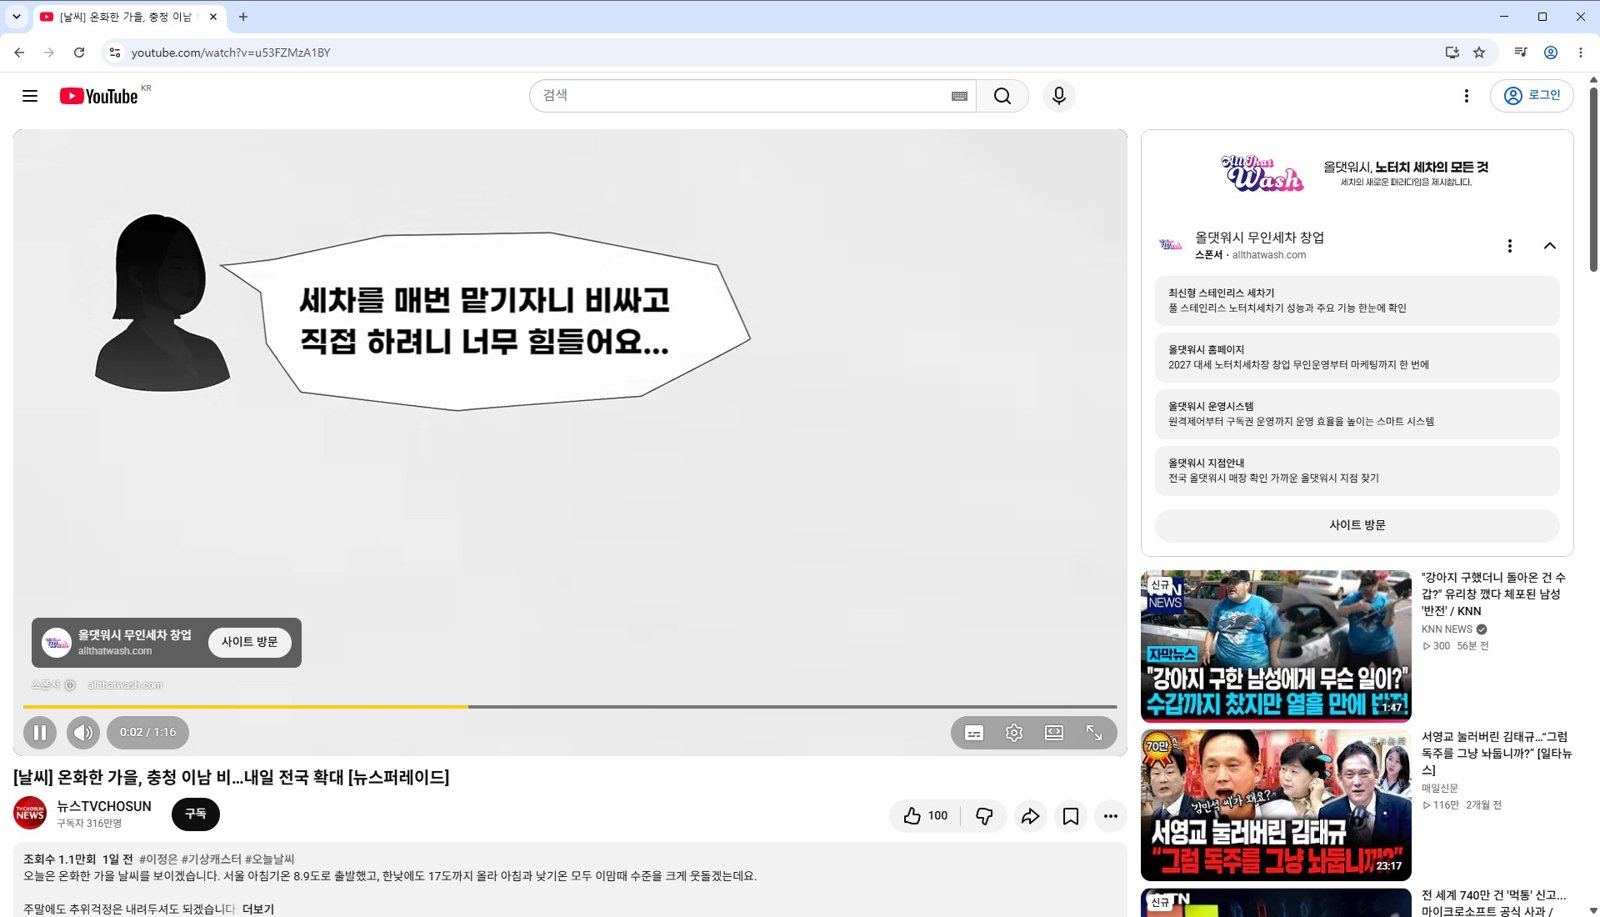 [날씨] 온화한 가을, 충청 이남
youtube.com/watch?v=u53FZMzA1BY
YouTube KR
검색
로그인
세차를 매번 맡기자니 비싸고
직접 하려니 너무 힘들어요...
올댓워시 무인세차 창업
allthatwash.com
사이트 방문
스폰서 allthatwash.com
0:02 / 1:16
[날씨] 온화한 가을, 충청 이남 비...내일 전국 확대 [뉴스퍼레이드]
TVCHOSUN
NEWS
뉴스TVCHOSUN
구독자 316만명
구독
100
조회수 1.1만회 1일 전 #이정은 #기상캐스터 #오늘날씨
오늘은 온화한 가을 날씨를 보이겠습니다. 서울 아침기온 8.9도로 출발했고, 한낮에도 17도까지 올라 아침과 낮기온 모두 이맘때 수준을 크게 웃돌겠는데요.
주말에도 추위걱정은 내려두셔도 되겠습니다 더보기
All That
Wash
올댓워시, 노터치 세차의 모든 것
세차의 새로운 패러다임을 제시합니다.
올댓워시 무인세차 창업
스폰서 · allthatwash.com
최신형 스테인리스 세차기
풀 스테인리스 노터치세차기 성능과 주요 기능 한눈에 확인
올댓워시 홈페이지
2027 대세 노터치세차장 창업 무인운영부터 마케팅까지 한 번에
올댓워시 운영시스템
원격제어부터 구독권 운영까지 운영 효율을 높이는 스마트 시스템
올댓워시 지점안내
전국 올댓워시 매장 확인 가까운 올댓워시 지점 찾기
사이트 방문
신규
NEWS
자막뉴스
"강아지 구한 남성에게 무슨 일이?"
수갑까지 찼지만 열흘 만에 반전
1:47
"강아지 구했더니 돌아온 건 수
갑?" 유리창 깼다 체포된 남성
'반전' / KNN
KNN NEWS
300 56분 전
70만
김민석 씨가 왜요?
서영교 눌러버린 김태규
"그럼 독주를 그냥 놔둡니까?"
23:17
서영교 눌러버린 김태규..."그럼
독주를 그냥 놔둡니까?" [일타뉴
스]
매일신문
116만 2개월 전
신규
전 세계 740만 건 '먹통' 신고...
마이크로소프트 공식 사과 /